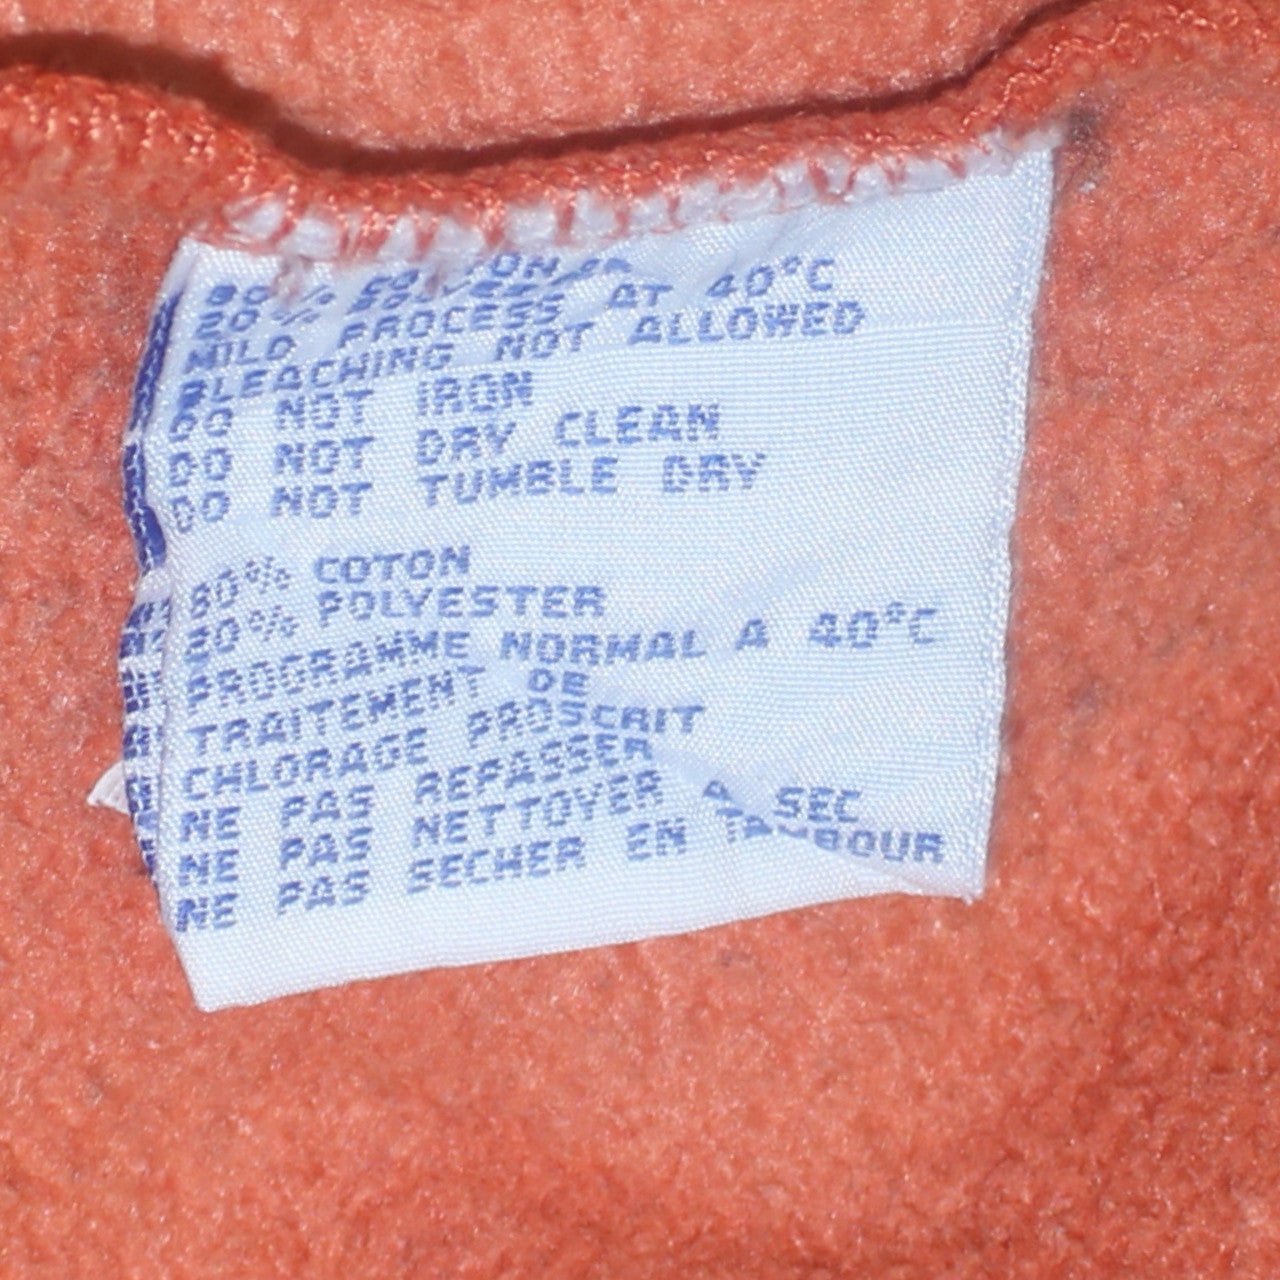 80% COTTON
20% POLYESTER
MILD PROCESS AT 40°C
BLEACHING NOT ALLOWED
DO NOT IRON
DO NOT DRY CLEAN
DO NOT TUMBLE DRY
80% COTON
20% POLYESTER
PROGRAMME NORMAL A 40°C
TRAITEMENT DE
CHLORAGE PROSCRIT
NE PAS REPASSER
NE PAS NETTOYER A SEC
NE PAS SECHER EN TAMBOUR